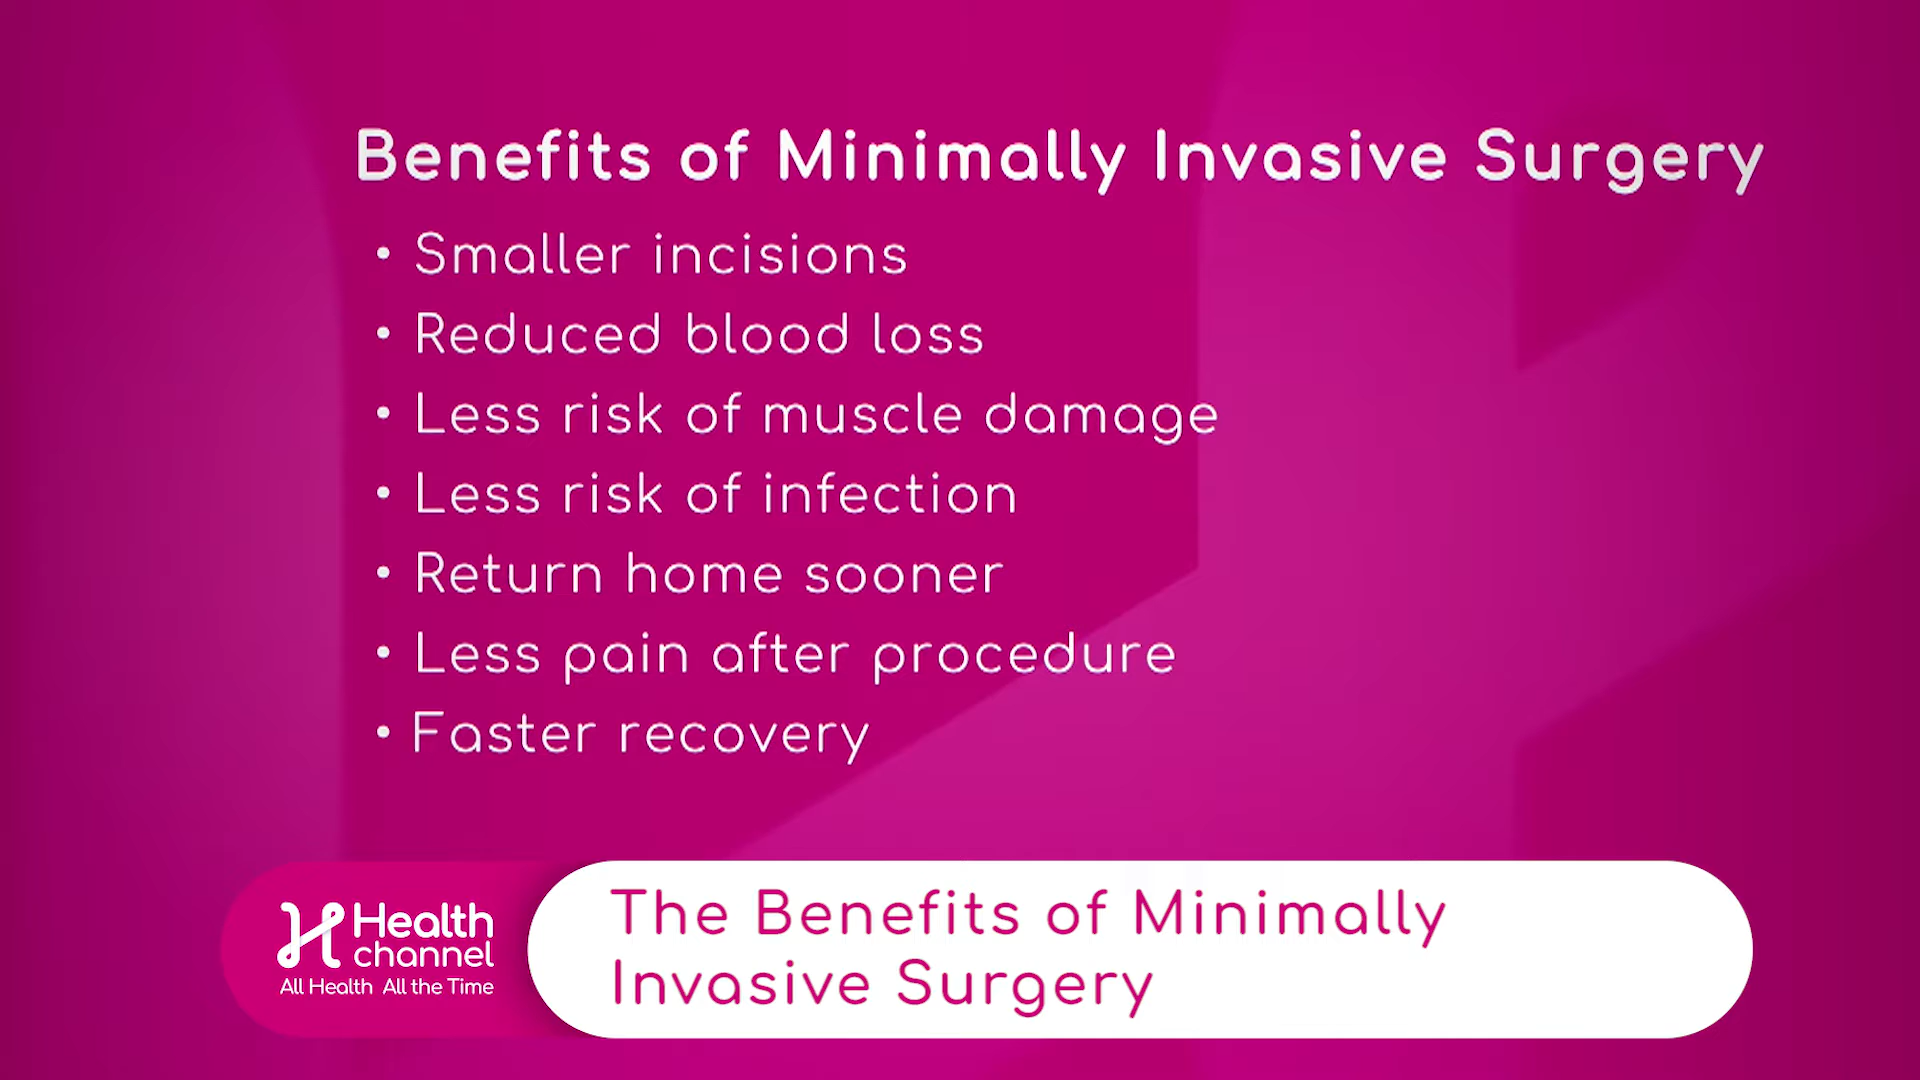 Benefits of Minimally Invasive Surgery
• Smaller incisions
• Reduced blood loss
• Less risk of muscle damage
• Less risk of infection
• Return home sooner
• Less pain after procedure
• Faster recovery
Health
channel
All Health All the Time
The Benefits of Minimally
Invasive Surgery